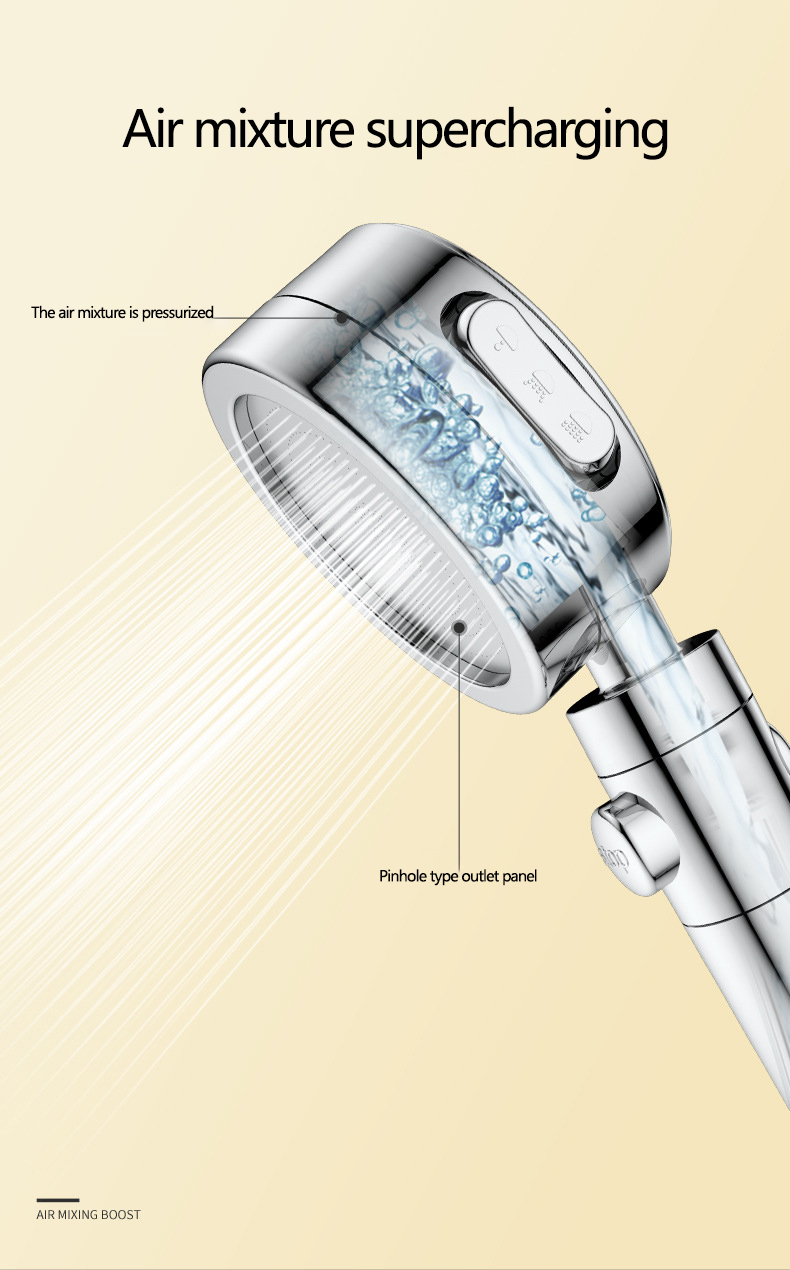 Air mixture supercharging
The air mixture is pressurized
stop
Pinhole type outlet panel
AIR MIXING BOOST